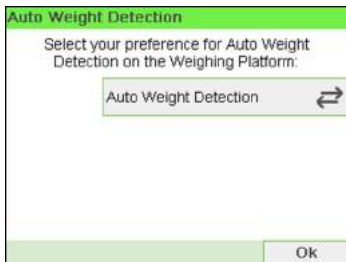 Auto Weight Detection
Select your preference for Auto Weight
Detection on the Weighing Platform:
Auto Weight Detection
Ok